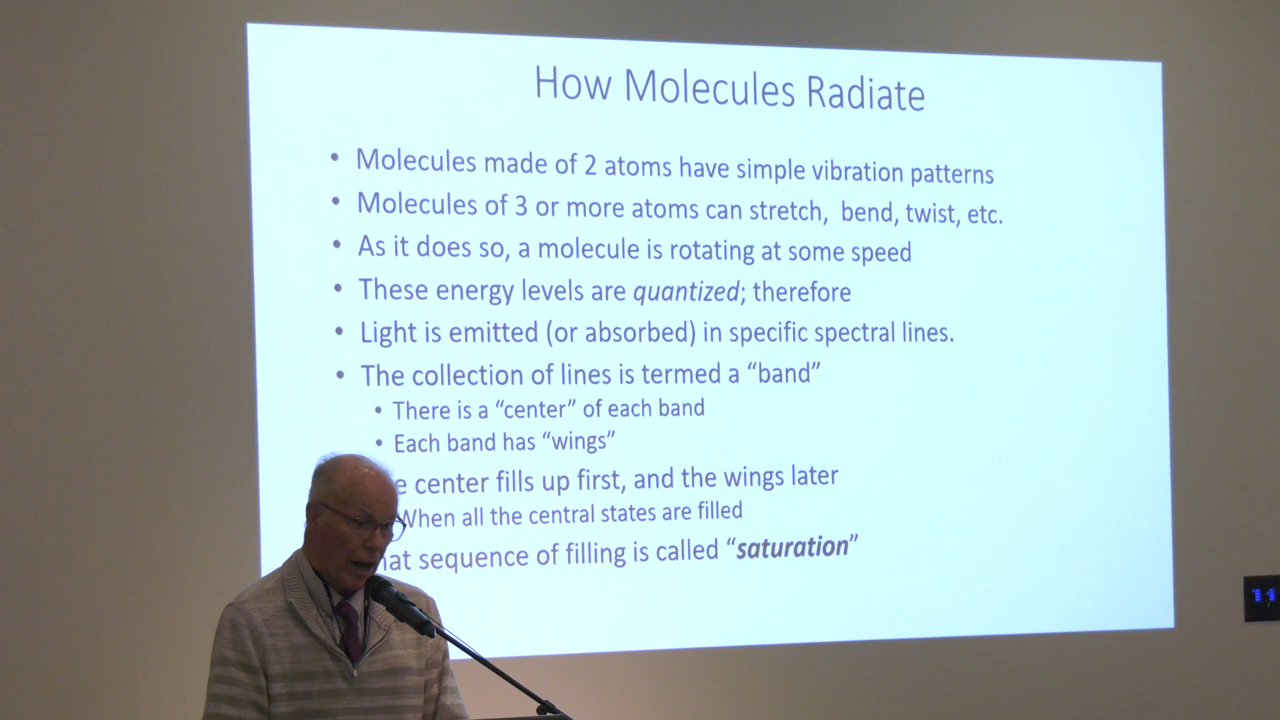 How Molecules Radiate
• Molecules made of 2 atoms have simple vibration patterns
• Molecules of 3 or more atoms can stretch, bend, twist, etc.
• As it does so, a molecule is rotating at some speed
• These energy levels are quantized; therefore
• Light is emitted (or absorbed) in specific spectral lines.
• The collection of lines is termed a “band”
• There is a “center” of each band
• Each band has “wings”
center fills up first, and the wings later
When all the central states are filled
sequence of filling is called “saturation”